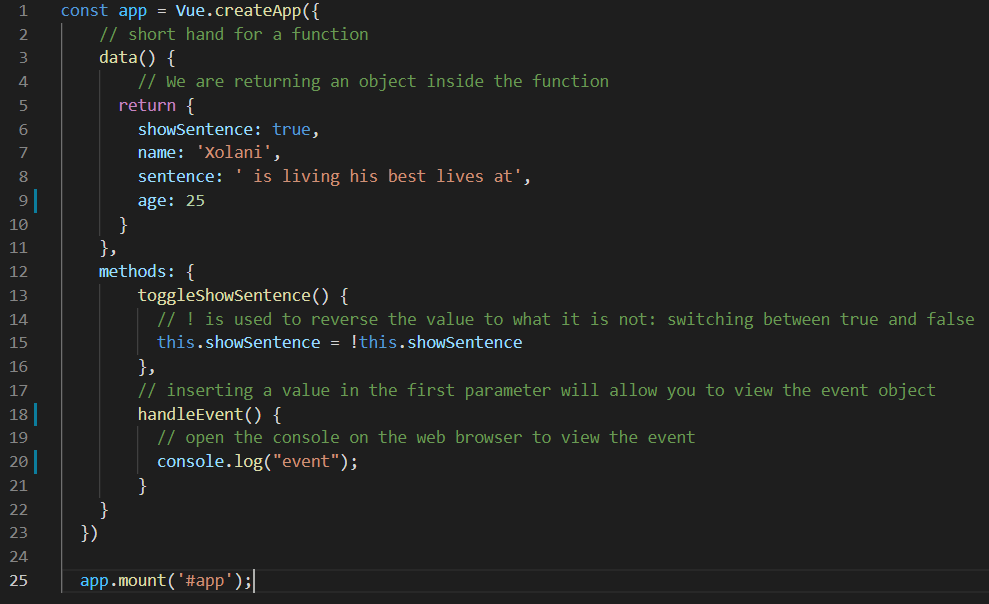 1 const app = Vue.createApp({
2 // short hand for a function
3 data() {
4 // We are returning an object inside the function
5 return {
6 showSentence: true,
7 name: 'Xolani',
8 sentence: ' is living his best lives at',
9 age: 25
10 }
11 },
12 methods: {
13 toggleShowSentence() {
14 // ! is used to reverse the value to what it is not: switching between true and false
15 this.showSentence = !this.showSentence
16 },
17 // inserting a value in the first parameter will allow you to view the event object
18 handleEvent() {
19 // open the console on the web browser to view the event
20 console.log("event");
21 }
22 }
23 })
24
25 app.mount('#app');